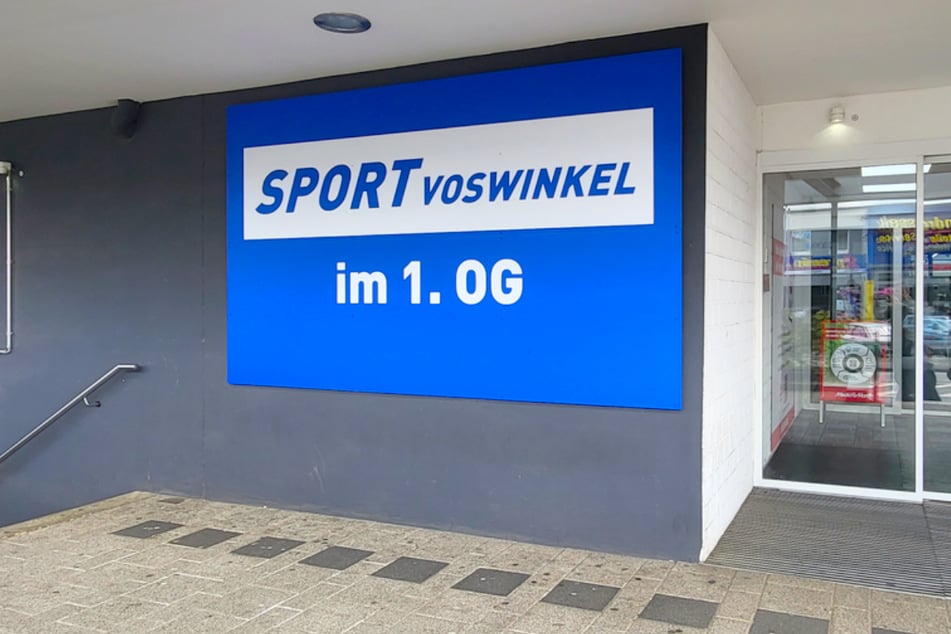 SPORT VOSWINKEL
im 1. OG